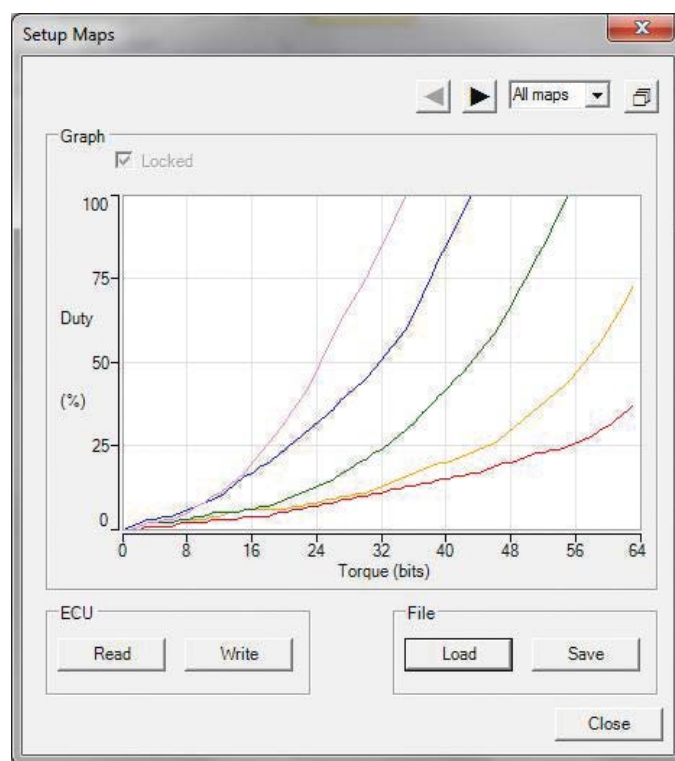 Setup Maps
All maps
Graph
Locked
100
75
Duty
50
(%)
25
0
0 8 16 24 32 40 48 56 64
Torque (bits)
ECU
File
Read Write Load Save
Close